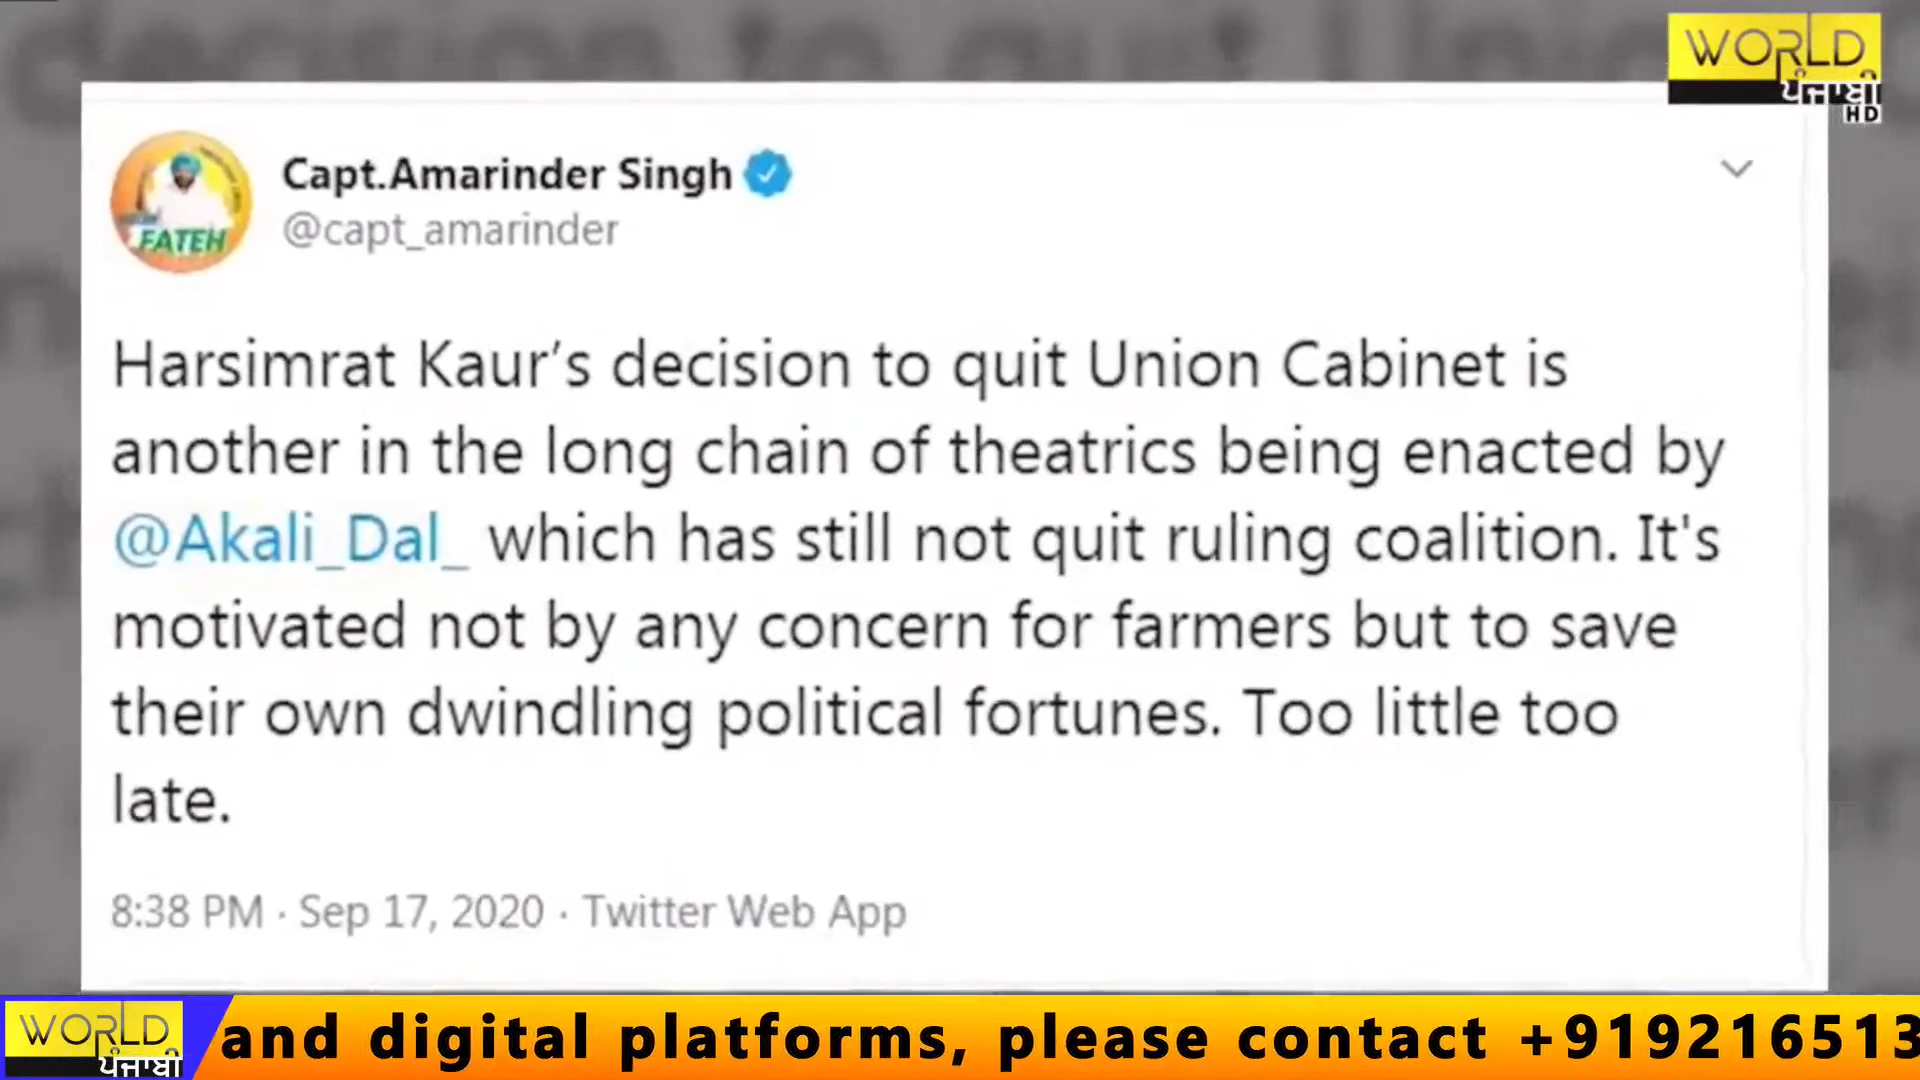 WORLD
ਪੰਜਾਬੀ
HD
FATEH
Capt.Amarinder Singh
@capt_amarinder
Harsimrat Kaur’s decision to quit Union Cabinet is
another in the long chain of theatrics being enacted by
@Akali_Dal_ which has still not quit ruling coalition. It's
motivated not by any concern for farmers but to save
their own dwindling political fortunes. Too little too
late.
8:38 PM · Sep 17, 2020 · Twitter Web App
WORLD
ਪੰਜਾਬੀ
and digital platforms, please contact +919216513